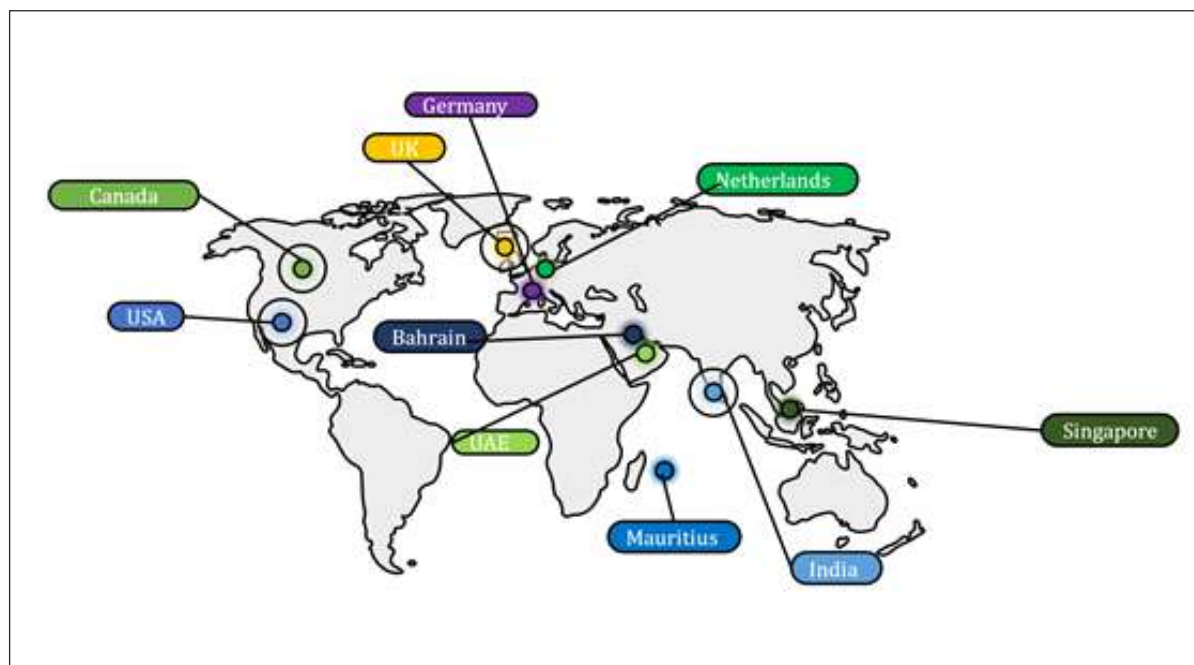 Germany
UK
Netherlands
Canada
USA
Bahrain
UAE
Singapore
Mauritius
India